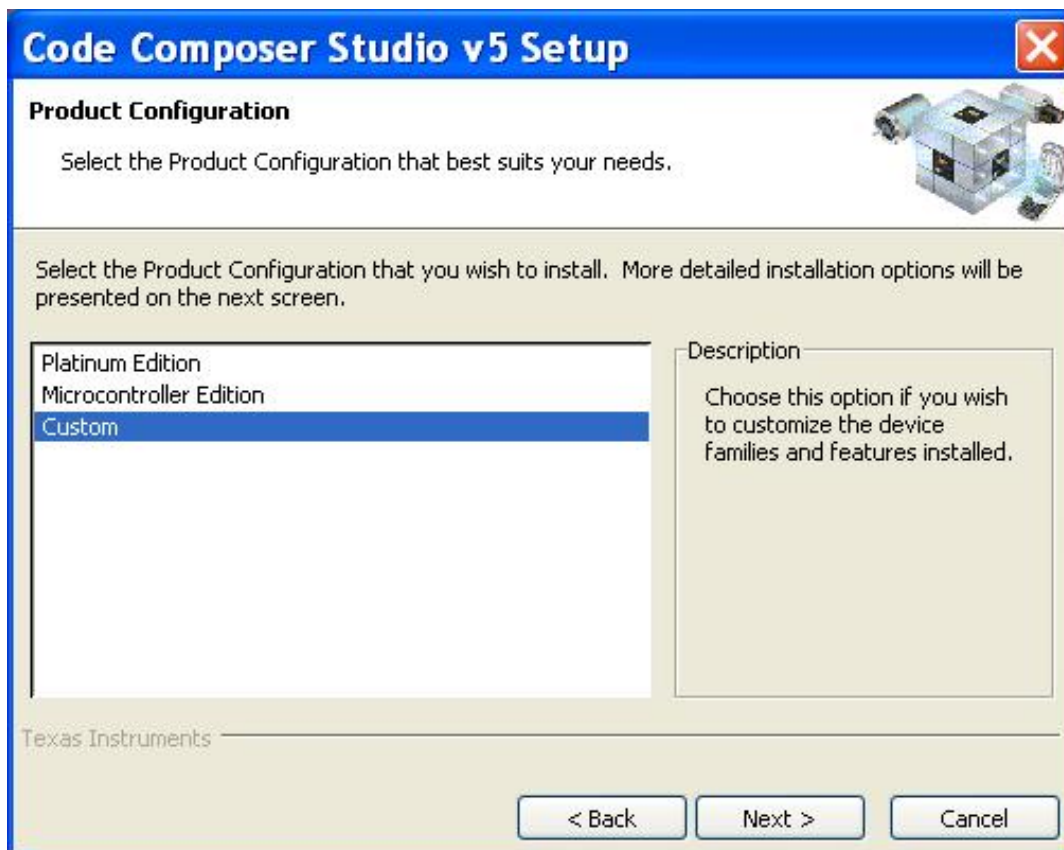 Code Composer Studio v5 Setup
Product Configuration
Select the Product Configuration that best suits your needs.
Select the Product Configuration that you wish to install.  More detailed installation options will be
presented on the next screen.
Platinum Edition
Microcontroller Edition
Custom
Description
Choose this option if you wish
to customize the device
families and features installed.
Texas Instruments
< Back
Next >
Cancel